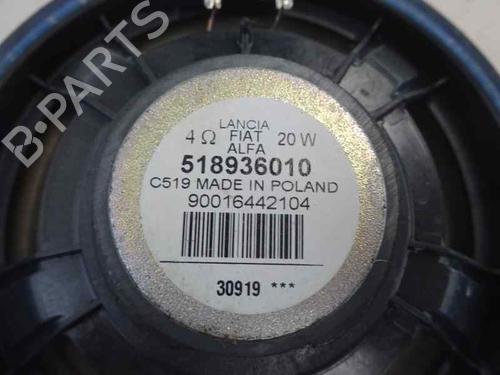 LANCIA
4 Ω FIAT 20 W
ALFA
518936010
C519 MADE IN POLAND
90016442104
30919 ***
B-PARTS